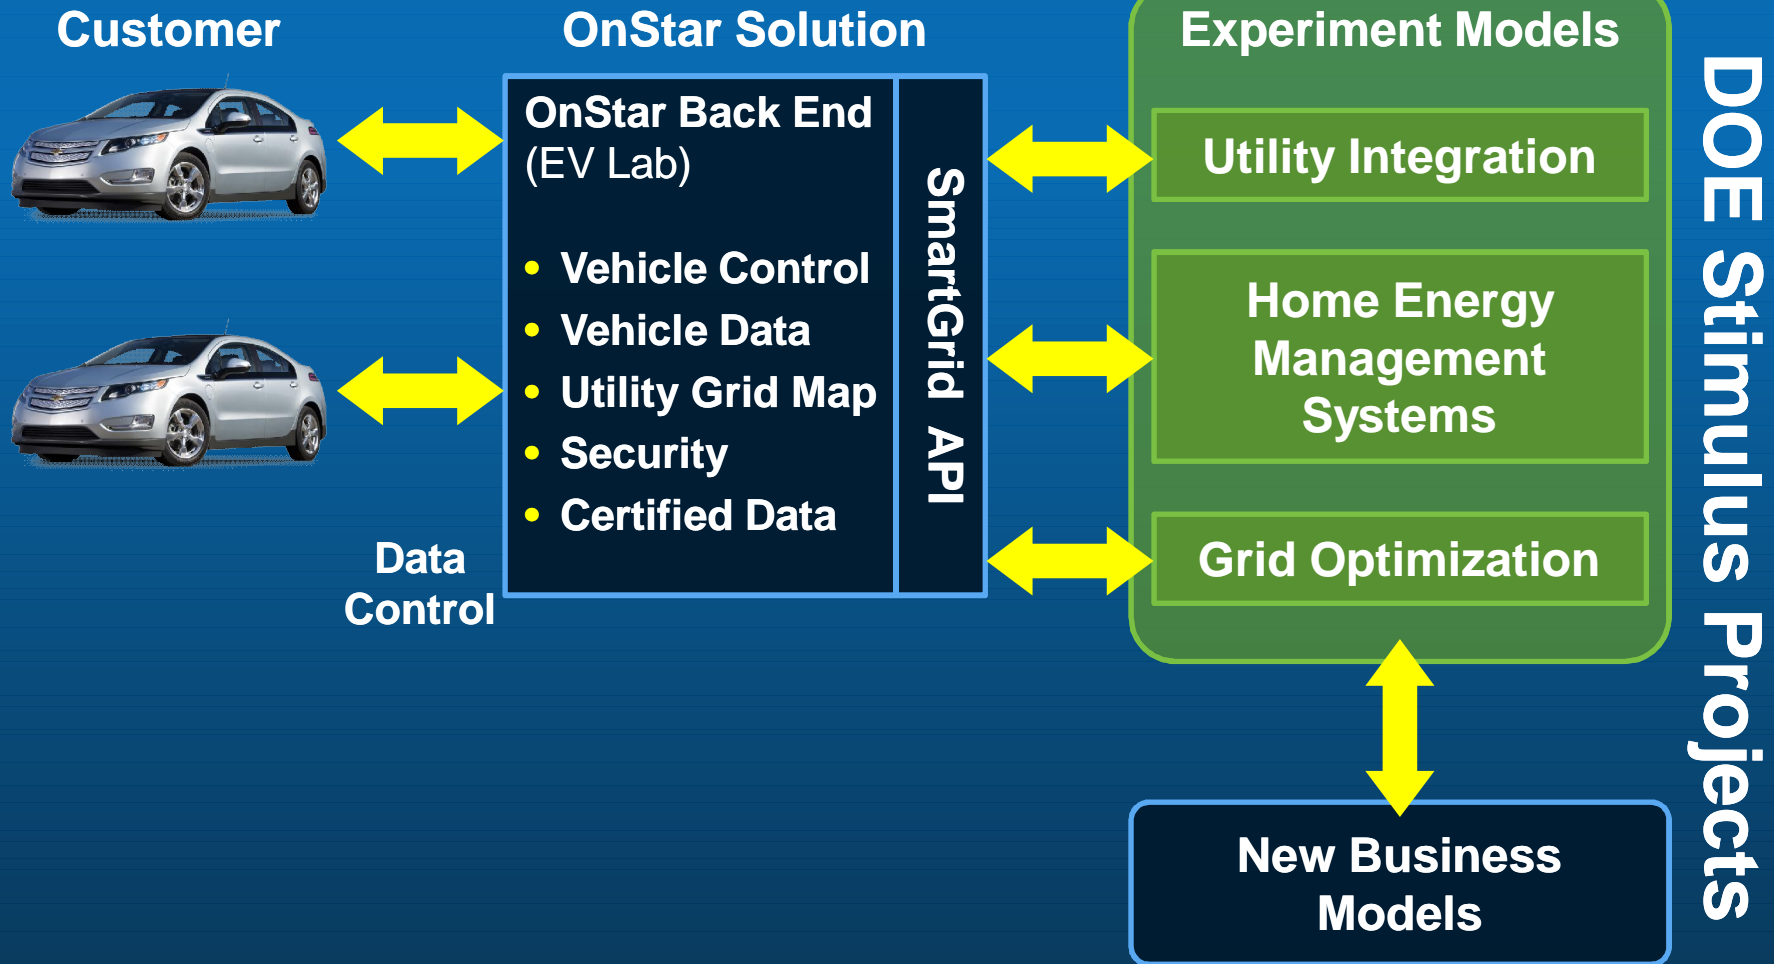 Customer
OnStar Solution
Experiment Models
OnStar Back End
(EV Lab)
• Vehicle Control
• Vehicle Data
• Utility Grid Map
• Security
• Certified Data
SmartGrid API
Data
Control
Utility Integration
Home Energy
Management
Systems
Grid Optimization
New Business
Models
DOE Stimulus Projects